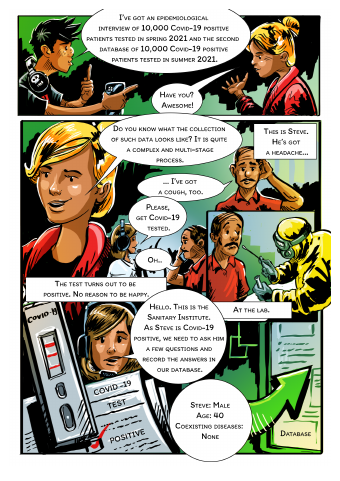 I've got an epidemiological
interview of 10,000 Covid-19 positive
patients tested in spring 2021 and the second
database of 10,000 Covid-19 positive
patients tested in summer 2021.
Have you?
Awesome!
Do you know what the collection
of such data looks like? It is quite
a complex and multi-stage
process.
This is Steve.
He's got
a headache...
... I've got
a cough, too.
Please,
get Covid-19
tested.
Oh...
The test turns out to be
positive. No reason to be happy.
At the lab.
Hello. This is the
Sanitary Institute.
As Steve is Covid-19
positive, we need to ask him
a few questions and
record the answers in
our database.
COVID-19
COVID-19
TEST
POSITIVE
Steve: Male
Age: 40
Coexisting diseases:
None
Database